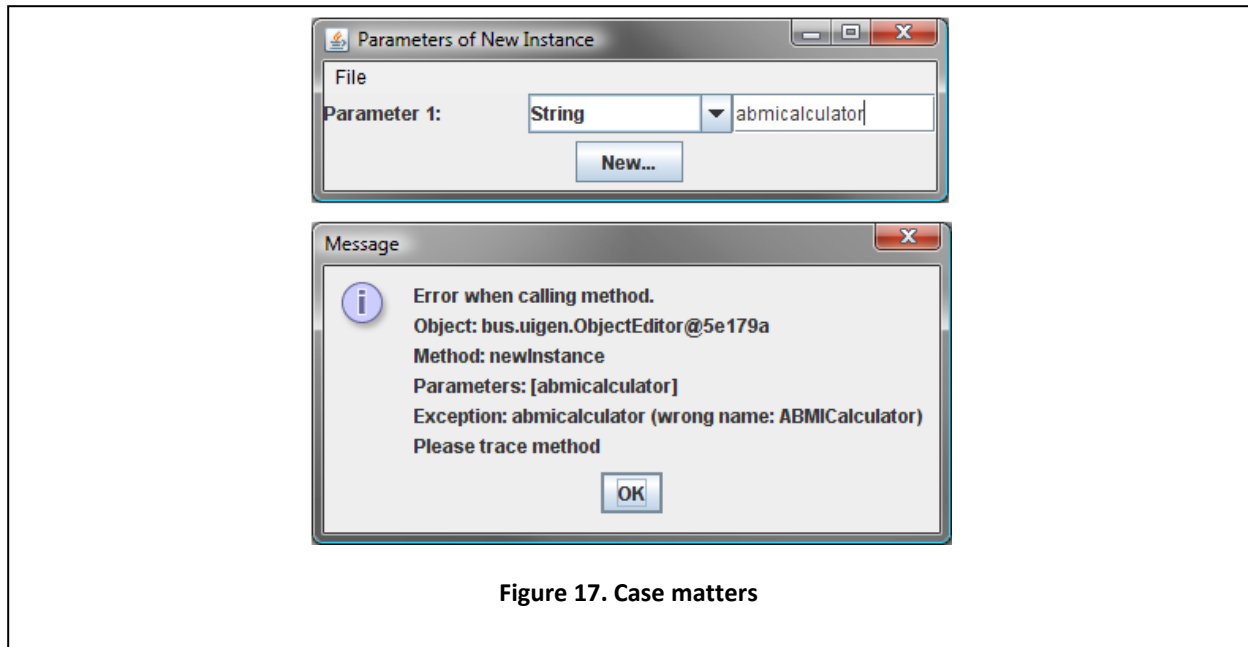 Parameters of New Instance
File
Parameter 1: String abmicalculator
New...
Message
Error when calling method.
Object: bus.uigen.ObjectEditor@5e179a
Method: newInstance
Parameters: [abmicalculator]
Exception: abmicalculator (wrong name: ABMICalculator)
Please trace method
OK
Figure 17. Case matters